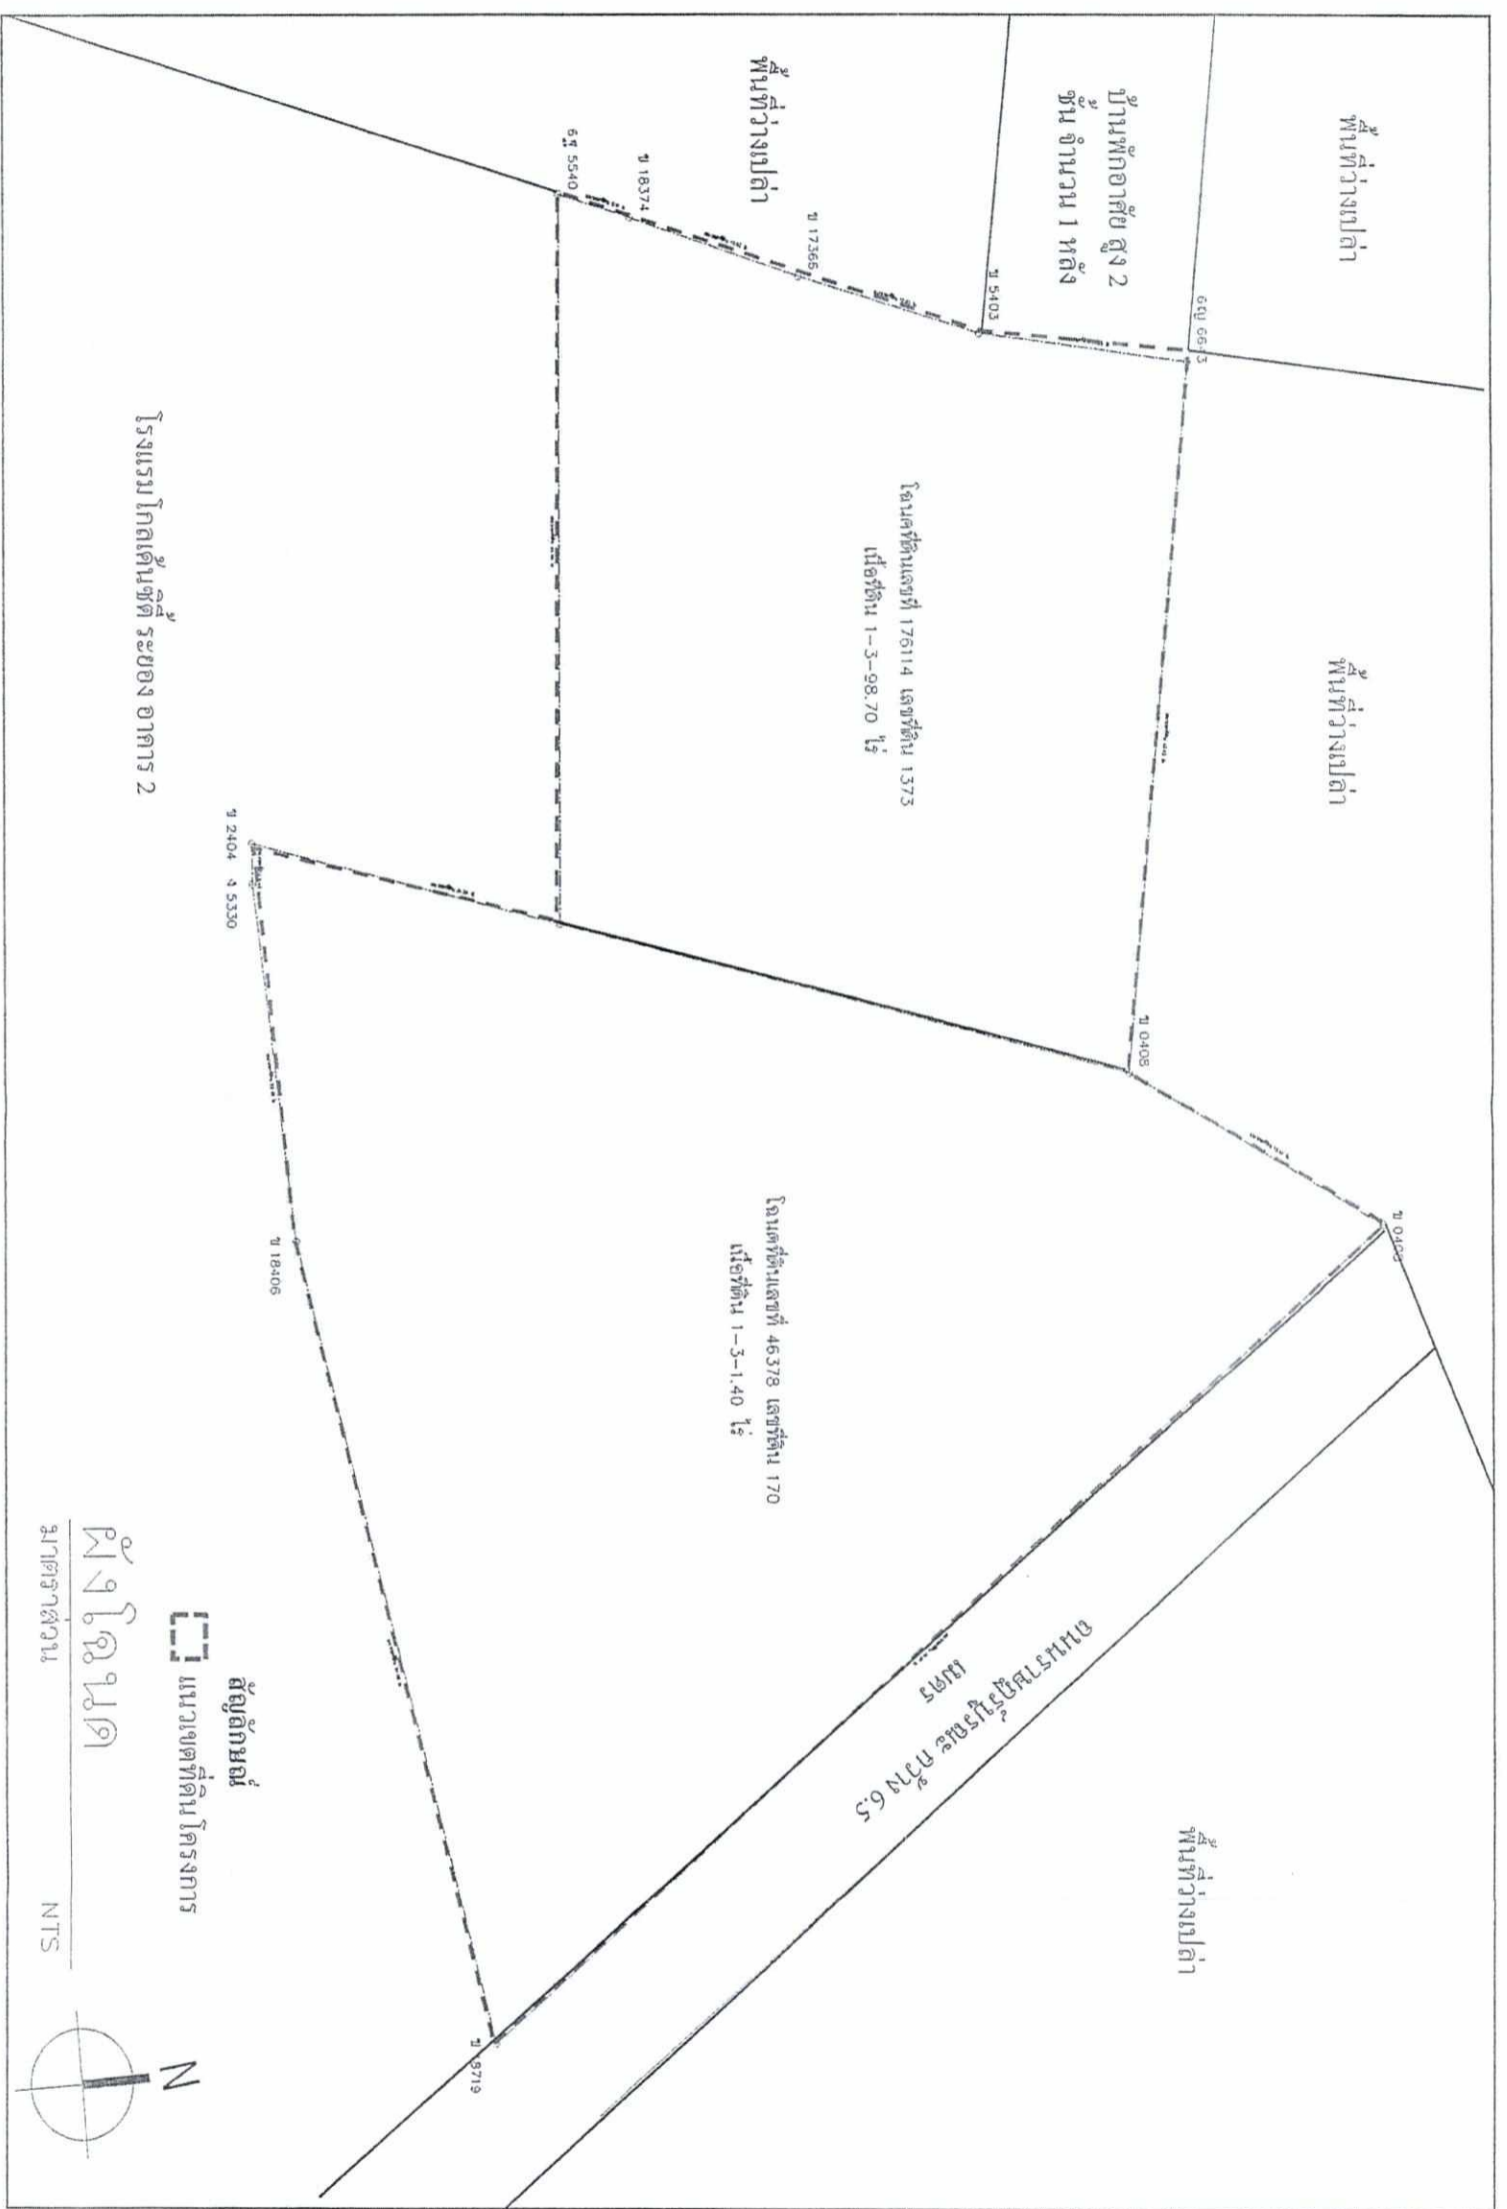 พื้นที่ว่างเปล่า
พื้นที่ว่างเปล่า
พื้นที่ว่างเปล่า
บ้านพักอาศัย สูง 2
ชั้น จำนวน 1 หลัง
พื้นที่ว่างเปล่า
ข 0408
ข 5403
ข 17365
ข 18374
5540
โฉนดที่ดินเลขที่ 176114 เลขที่ดิน 1373
เนื้อที่ดิน 1-3-98.70 ไร่
โฉนดที่ดินเลขที่ 46378 เลขที่ดิน 170
เนื้อที่ดิน 1-3-1.40 ไร่
ถนนราษฎร์บูรณะ กว้าง 6.5
เมตร
ข 2404 ง 5330
ข 18406
โรงแรมโกลเด้นซิตี้ ระยอง อาคาร 2
สัญลักษณ์
แนวเขตที่ดินโครงการ
ผังโฉนด
มาตราส่วน NTS
N